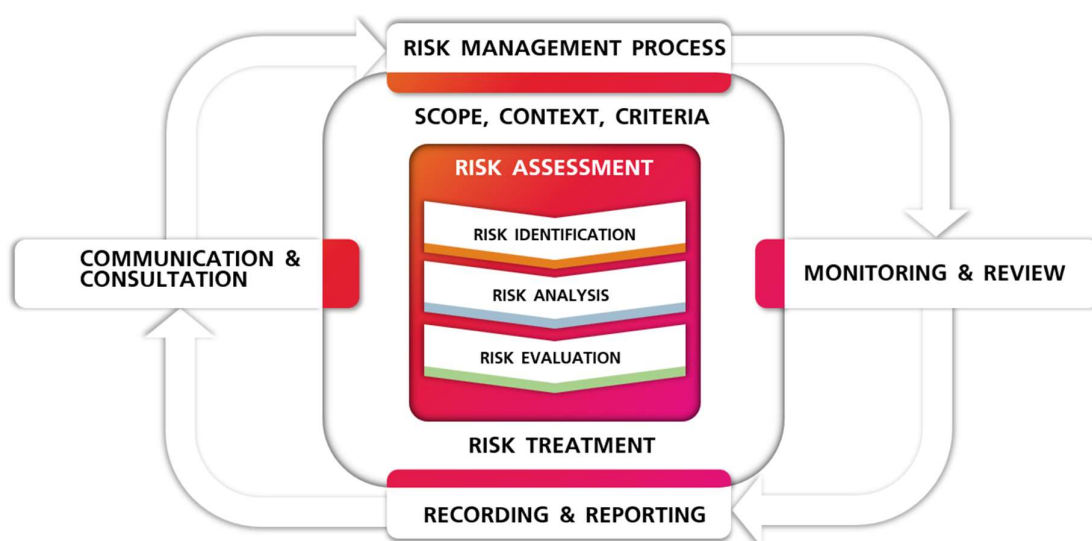 RISK MANAGEMENT PROCESS
SCOPE, CONTEXT, CRITERIA
RISK ASSESSMENT
RISK IDENTIFICATION
RISK ANALYSIS
RISK EVALUATION
RISK TREATMENT
COMMUNICATION &
CONSULTATION
MONITORING & REVIEW
RECORDING & REPORTING